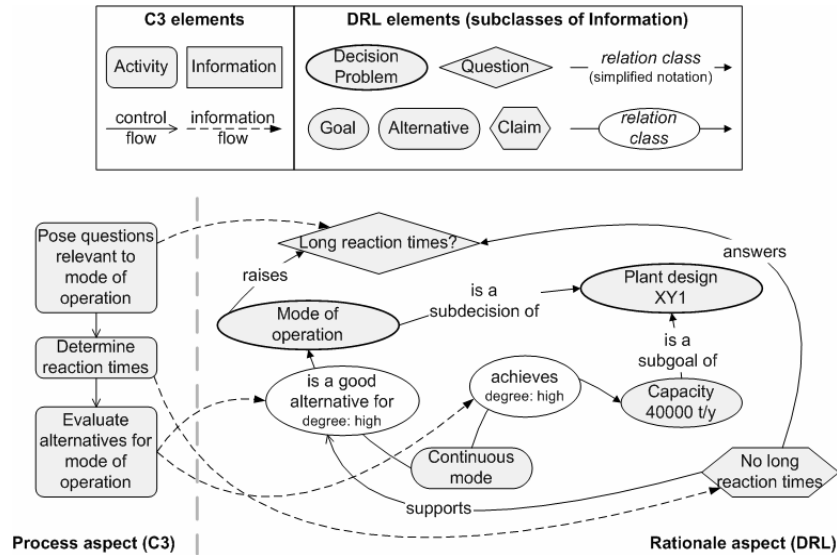 C3 elements
DRL elements (subclasses of Information)
Activity
Information
Decision
Problem
Question
relation class
(simplified notation)
control
flow
information
flow
Goal
Alternative
Claim
relation
class
Pose questions
relevant to
mode of
operation
Long reaction times?
answers
raises
Plant design
XY1
is a
subdecision of
Mode of
operation
Determine
reaction times
is a
subgoal of
is a good
alternative for
degree: high
achieves
degree: high
Capacity
40000 t/y
Evaluate
alternatives for
mode of
operation
Continuous
mode
No long
reaction times
supports
Process aspect (C3)
Rationale aspect (DRL)